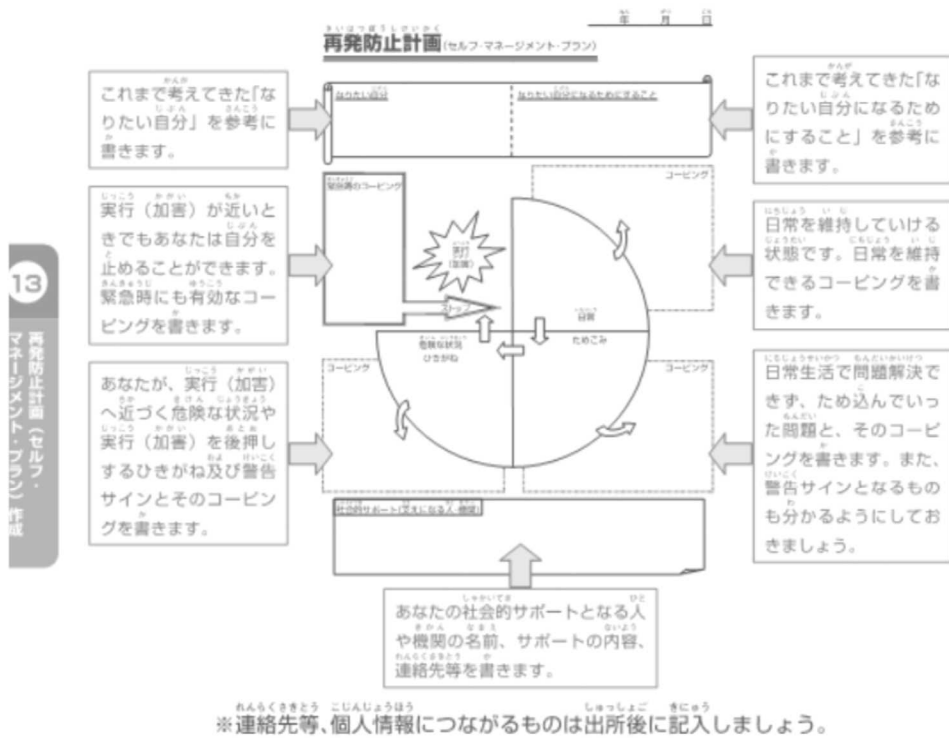 年 月 日
再発防止計画(セルフ・マネージメント・プラン)
これまで考えてきた「な
りたい自分」を参考に
書きます。
なりたい自分
なりたい自分になるためにすること
これまで考えてきた「な
りたい自分になるため
にすること」を参考に
書きます。
実行(加害)が近いと
きでもあなたは自分を
止めることができます。
緊急時にも有効なコー
ピングを書きます。
緊急時のコーピング
実行
(加害)
ストップ
コーピング
日常を維持していける
状態です。日常を維持
できるコーピングを書
きます。
日常
危険な状況
ひきがね
ためこみ
13
再発防止計画(セルフ・
マネージメント・プラン)作成
あなたが、実行(加害)
へ近づく危険な状況や
実行(加害)を後押し
するひきがね及び警告
サインとそのコーピン
グを書きます。
コーピング
コーピング
日常生活で問題解決で
きず、ため込んでいっ
た問題と、そのコーピ
ングを書きます。また、
警告サインとなるもの
も分かるようにしてお
きましょう。
社会的サポート(支えになる人・機関)
あなたの社会的サポートとなる人
や機関の名前、サポートの内容、
連絡先等を書きます。
※連絡先等、個人情報につながるものは出所後に記入しましょう。